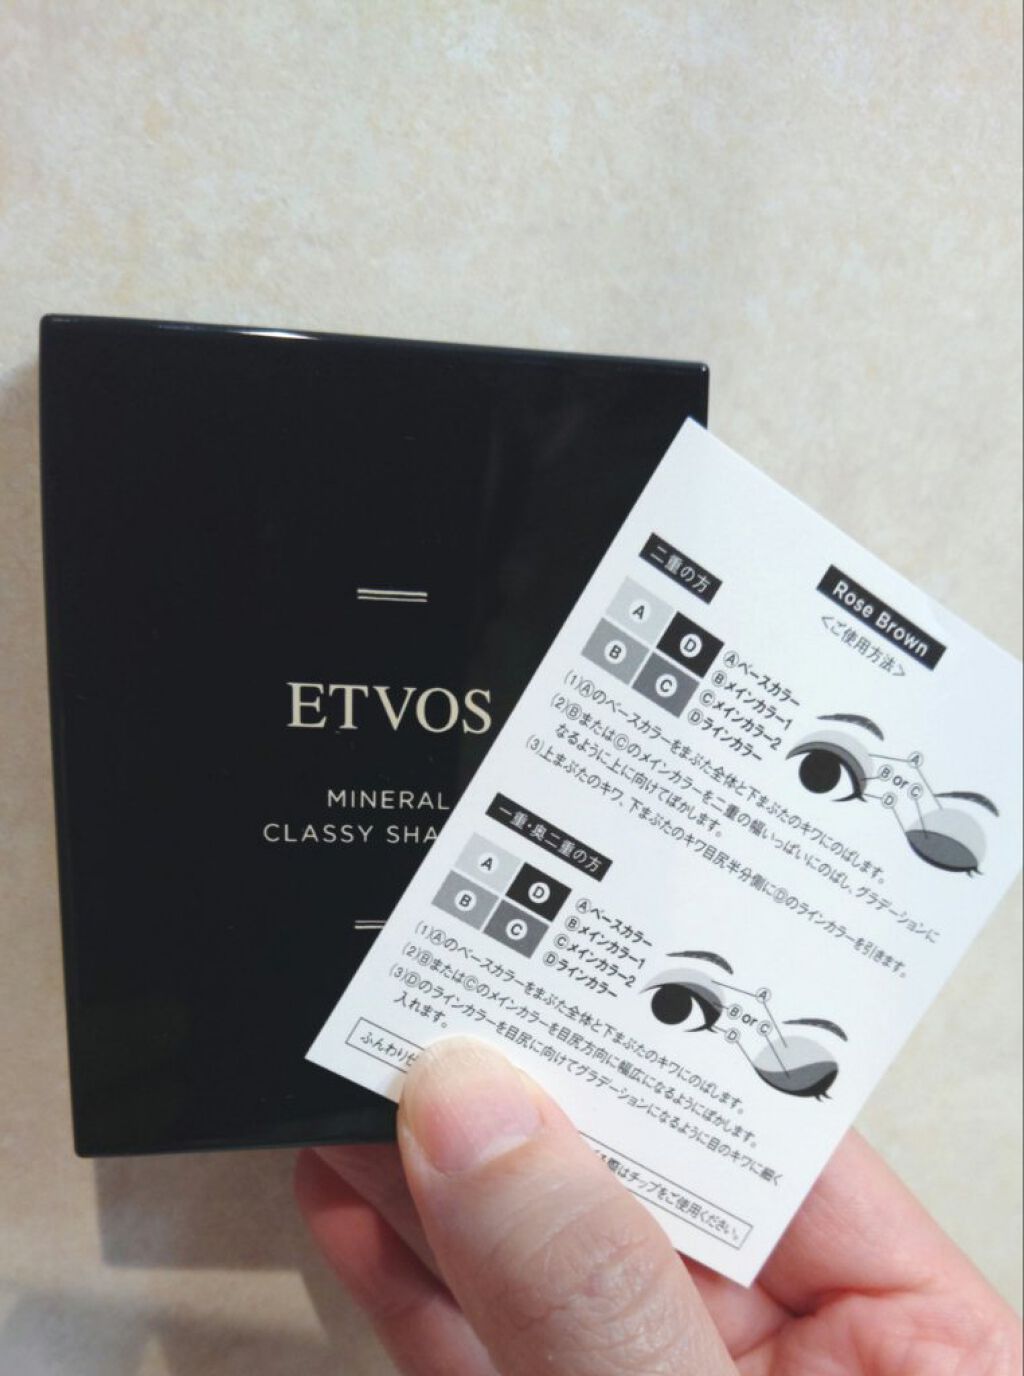 ETVOS
MINERAL
CLASSY SHA
Rose Brown
＜ご使用方法＞
二重の方
A
D
B
C
Ⓐベースカラー
Ⓑメインカラー1
Ⓒメインカラー2
Ⓓラインカラー
(1)Ⓐのベースカラーをまぶた全体と下まぶたのキワにのばします。
(2)ⒷまたはⒸのメインカラーを二重の幅いっぱいにのばし、グラデーションに
なるように上に向けてぼかします。
(3)上まぶたのキワ、下まぶたのキワ目尻半分側にⒹのラインカラーを引きます。
A
B or C
D
一重・奥二重の方
A
D
B
C
Ⓐベースカラー
Ⓑメインカラー1
Ⓒメインカラー2
Ⓓラインカラー
(1)Ⓐのベースカラーをまぶた全体と下まぶたのキワにのばします。
(2)ⒷまたはⒸのメインカラーを目尻方向に幅広になるようにぼかします。
(3)Ⓓのラインカラーを目尻に向けてグラデーションになるように目のキワに細く
入れます。
A
B or C
D
ふんわり
際はチップをご使用ください。